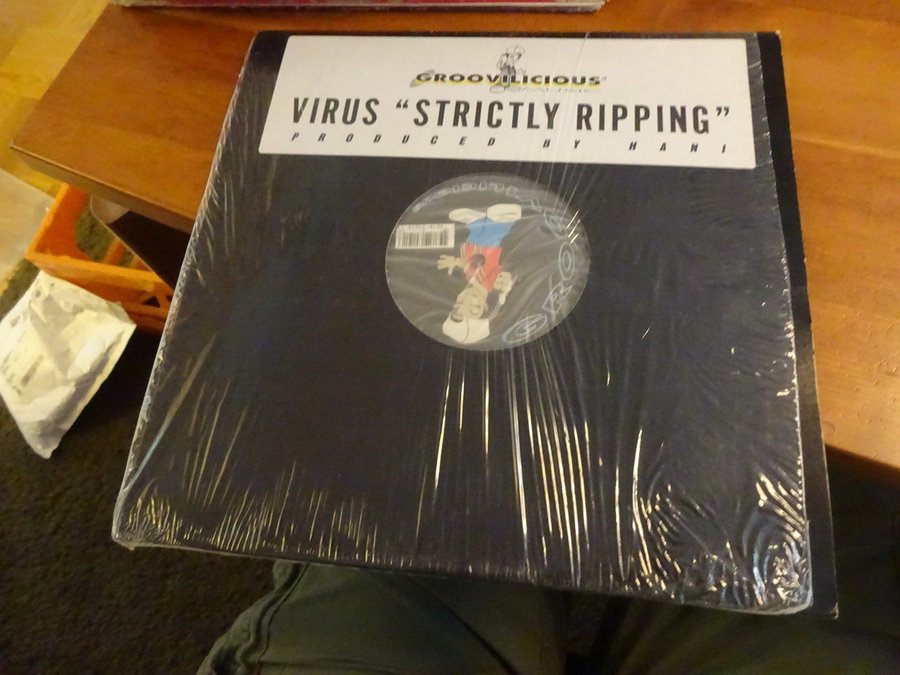 GROOVILICIOUS
VIRUS “STRICTLY RIPPING”
PRODUCED BY HANI